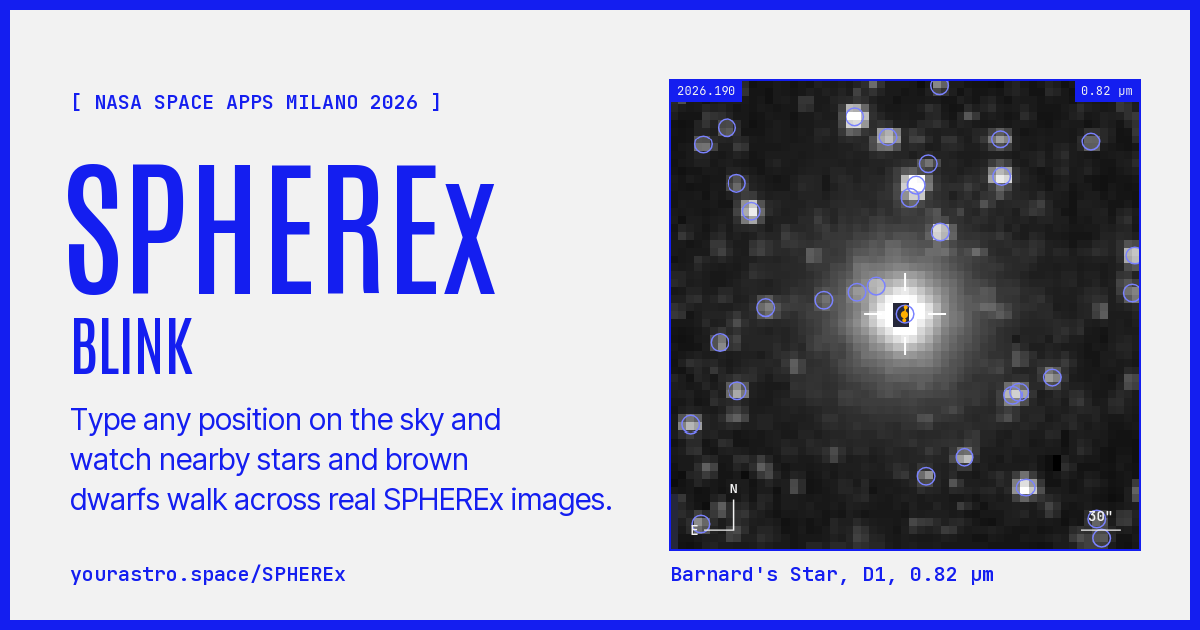 [ NASA SPACE APPS MILANO 2026 ]
SPHEREx
BLINK
Type any position on the sky and
watch nearby stars and brown
dwarfs walk across real SPHEREx images.
yourastro.space/SPHEREx
2026.190
0.82 µm
N
E
30"
Barnard's Star, D1, 0.82 µm